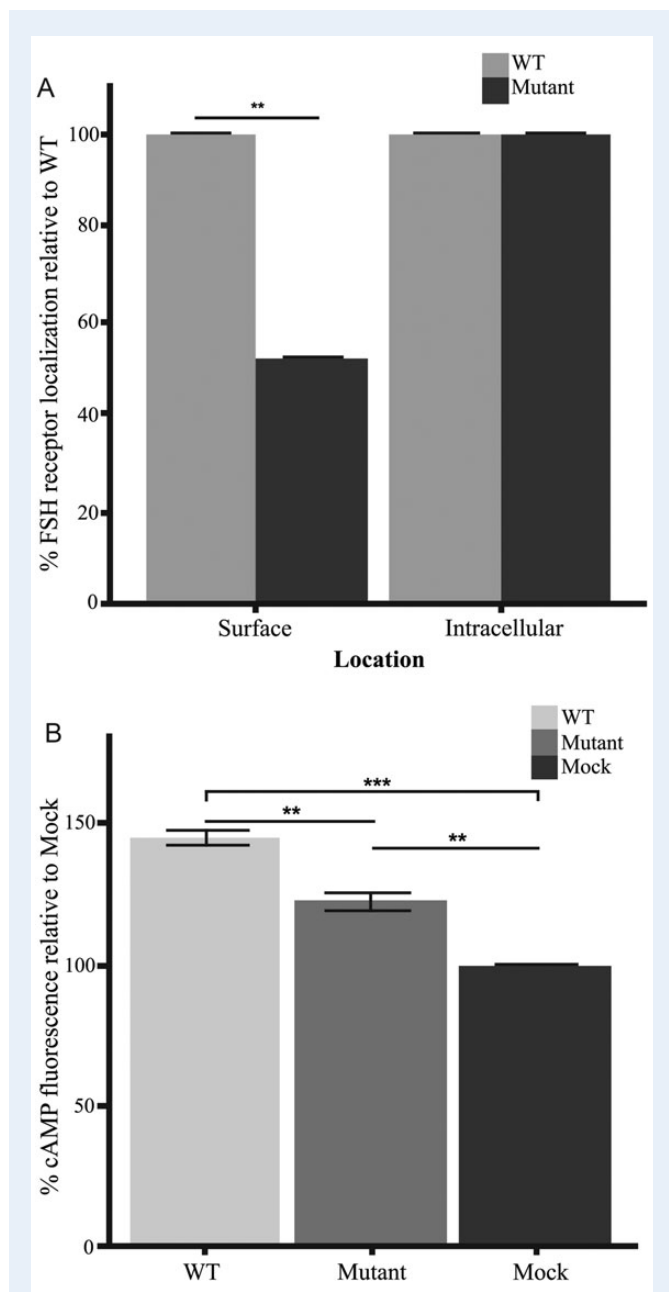 A
WT
Mutant
**
100
80
60
40
20
0
% FSH receptor localization relative to WT
Surface
Intracellular
Location
B
WT
Mutant
Mock
***
**
**
150
100
50
0
% cAMP fluorescence relative to Mock
WT
Mutant
Mock